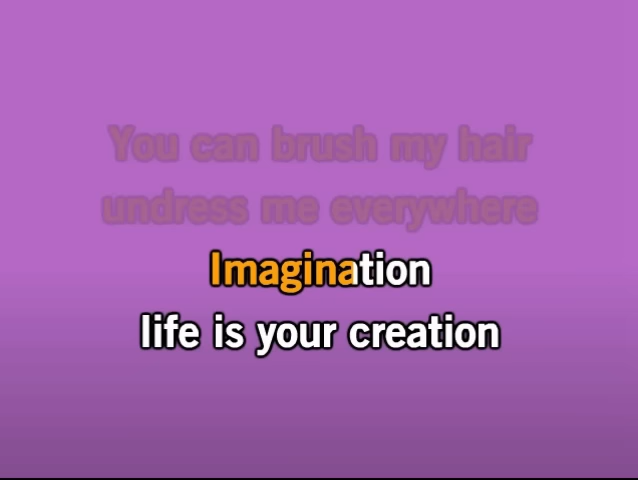 You can brush my hair
undress me everywhere
Imagination
life is your creation